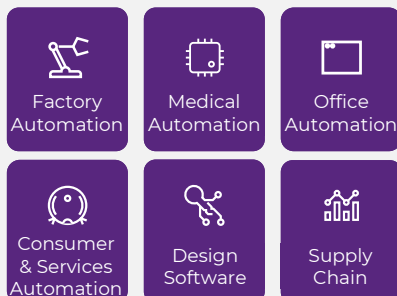 Factory
Automation
Medical
Automation
Office
Automation
Consumer
& Services
Automation
Design
Software
Supply
Chain